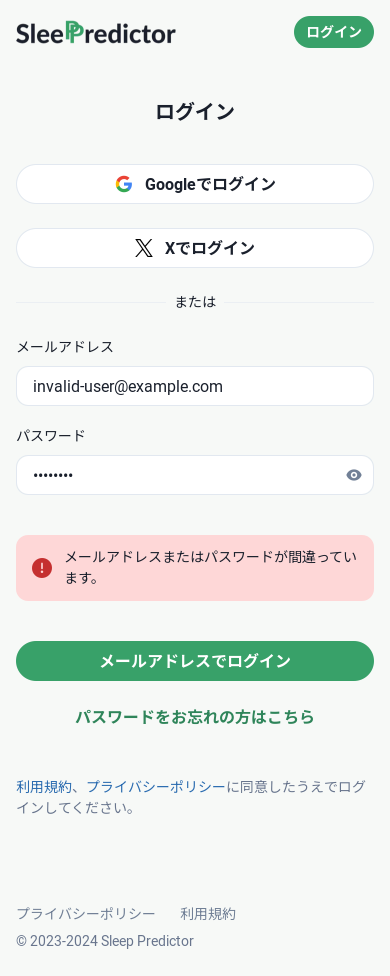 SleePredictor
ログイン
ログイン
Googleでログイン
Xでログイン
または
メールアドレス
invalid-user@example.com
パスワード
••••••••
メールアドレスまたはパスワードが間違ってい
ます。
メールアドレスでログイン
パスワードをお忘れの方はこちら
利用規約、プライバシーポリシーに同意したうえでログ
インしてください。
プライバシーポリシー 利用規約
© 2023-2024 Sleep Predictor